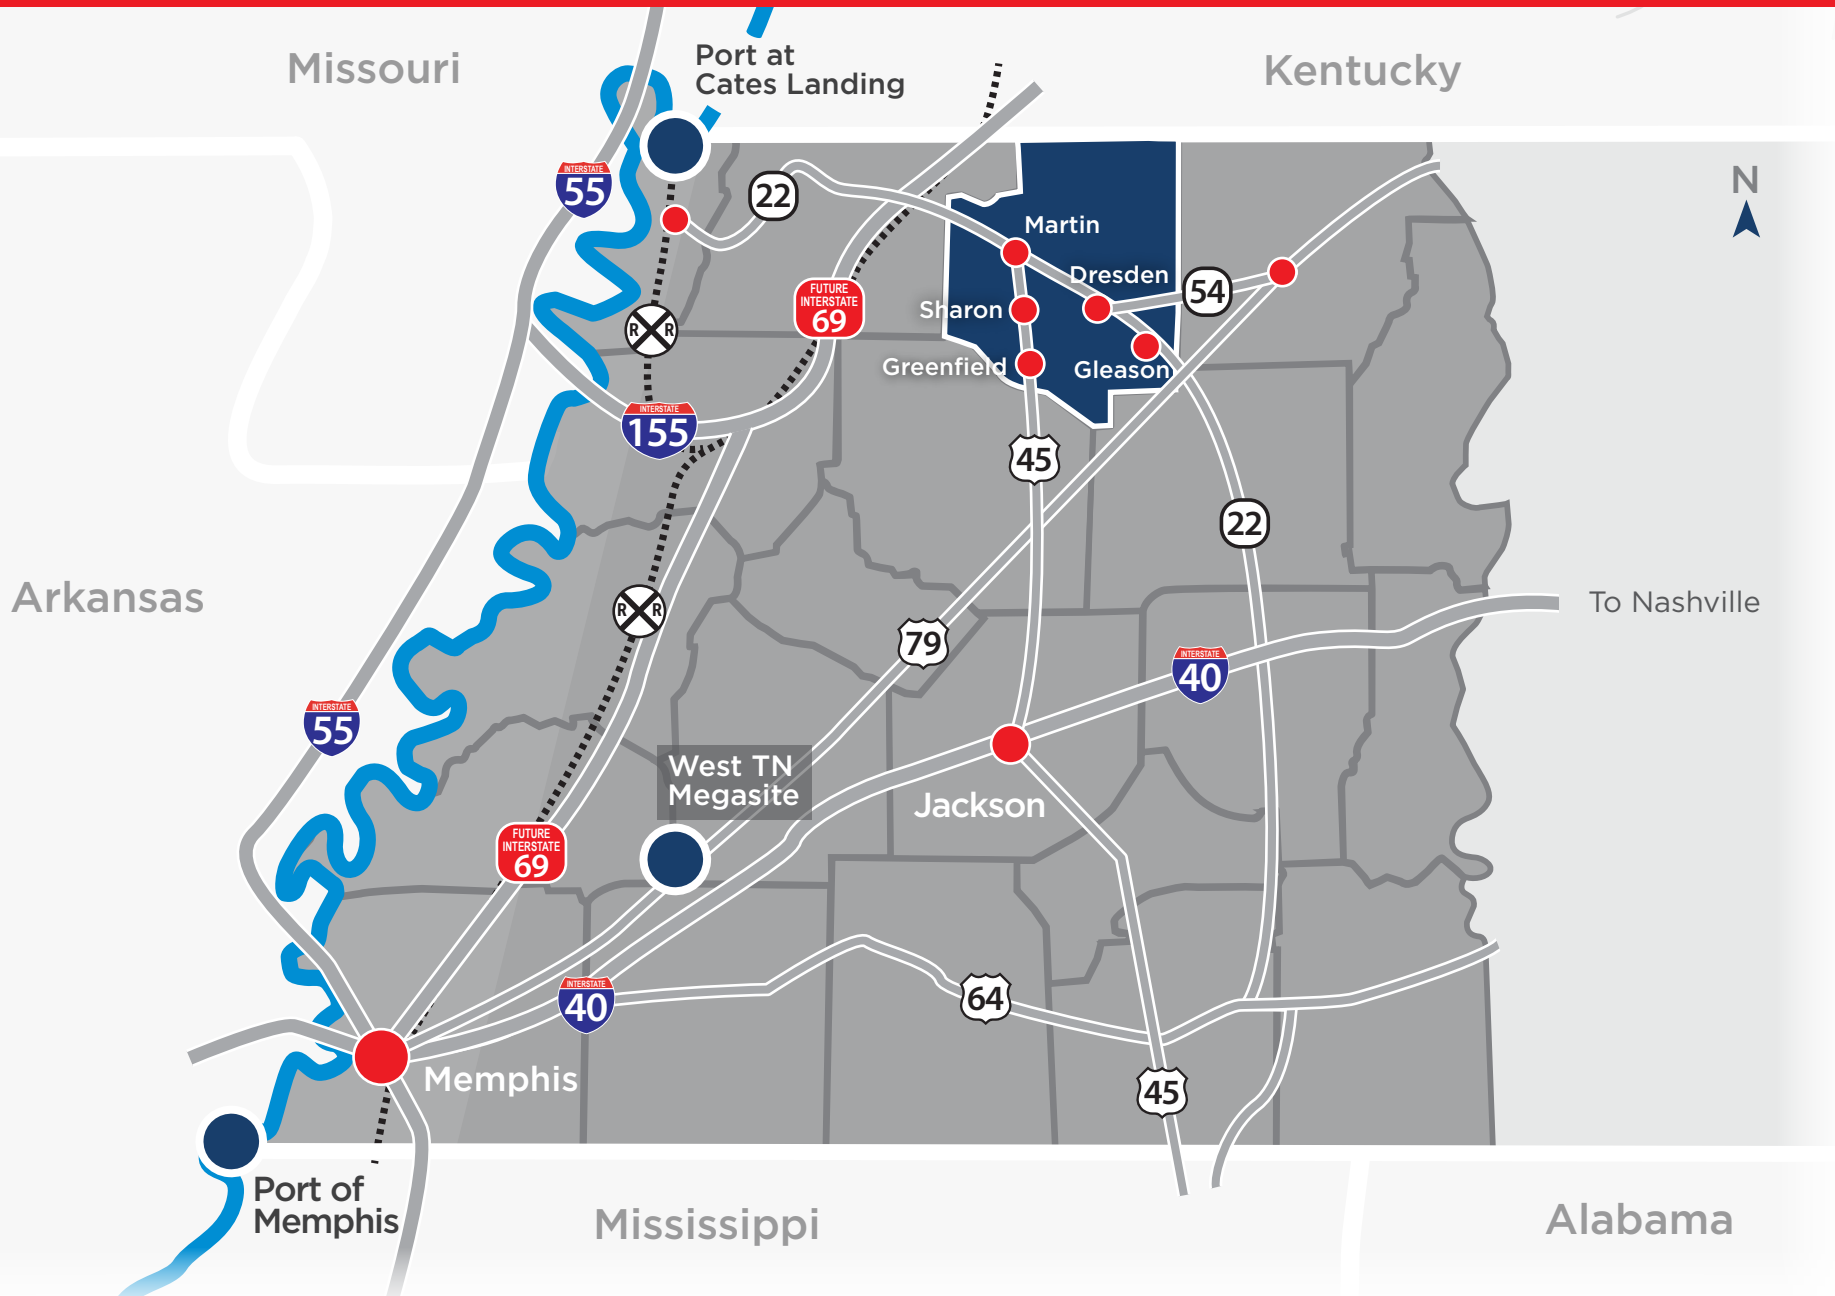 Missouri
Port at
Cates Landing
Kentucky
INTERSTATE
55
22
N
Martin
Dresden
54
FUTURE
INTERSTATE
69
Sharon
R R
Greenfield
Gleason
INTERSTATE
155
45
22
Arkansas
R R
To Nashville
79
INTERSTATE
40
INTERSTATE
55
West TN
Megasite
Jackson
FUTURE
INTERSTATE
69
INTERSTATE
40
64
Memphis
45
Port of
Memphis
Mississippi
Alabama